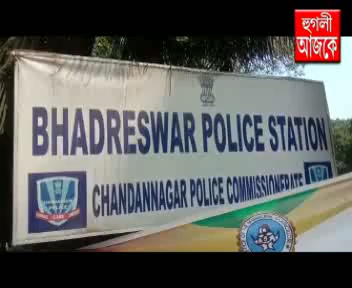 হুগলী
আজকে
BHADRESWAR POLICE STATION
CHANDANNAGAR POLICE COMMISSIONERATE